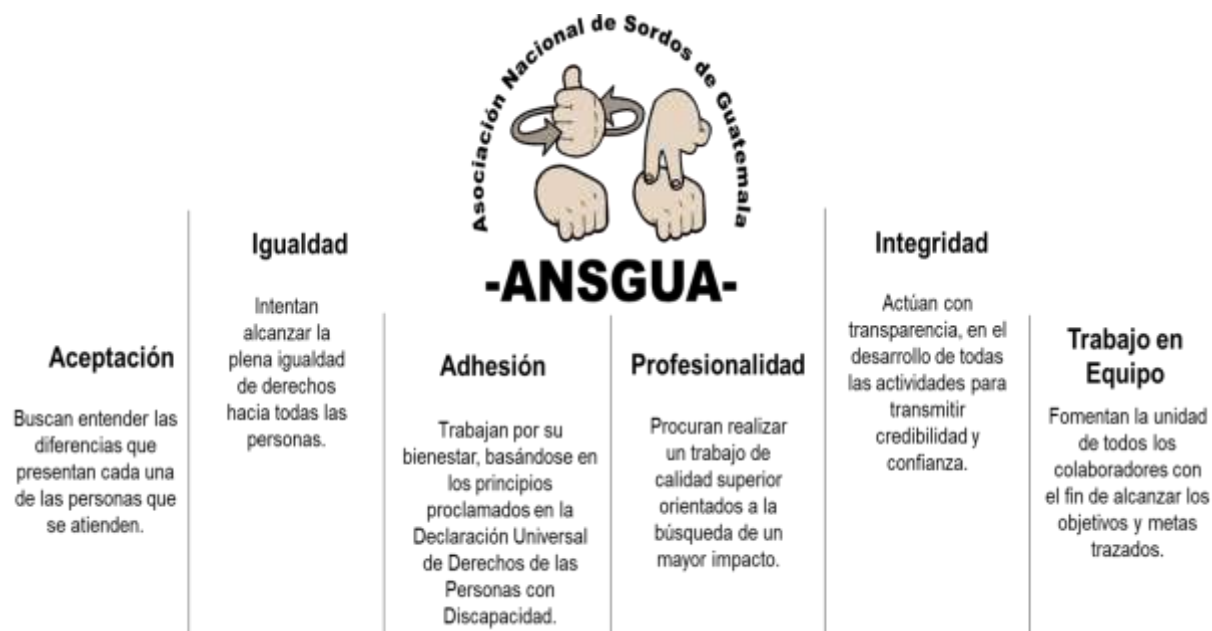 Asociación Nacional de Sordos de Guatemala
-ANSGUA-
Aceptación
Buscan entender las
diferencias que
presentan cada una
de las personas que
se atienden.
Igualdad
Intentan
alcanzar la
plena igualdad
de derechos
hacia todas las
personas.
Adhesión
Trabajan por su
bienestar, basándose en
los principios
proclamados en la
Declaración Universal
de Derechos de las
Personas con
Discapacidad.
Profesionalidad
Procuran realizar
un trabajo de
calidad superior
orientados a la
búsqueda de un
mayor impacto.
Integridad
Actúan con
transparencia, en el
desarrollo de todas
las actividades para
transmitir
credibilidad y
confianza.
Trabajo en
Equipo
Fomentan la unidad
de todos los
colaboradores con
el fin de alcanzar los
objetivos y metas
trazados.